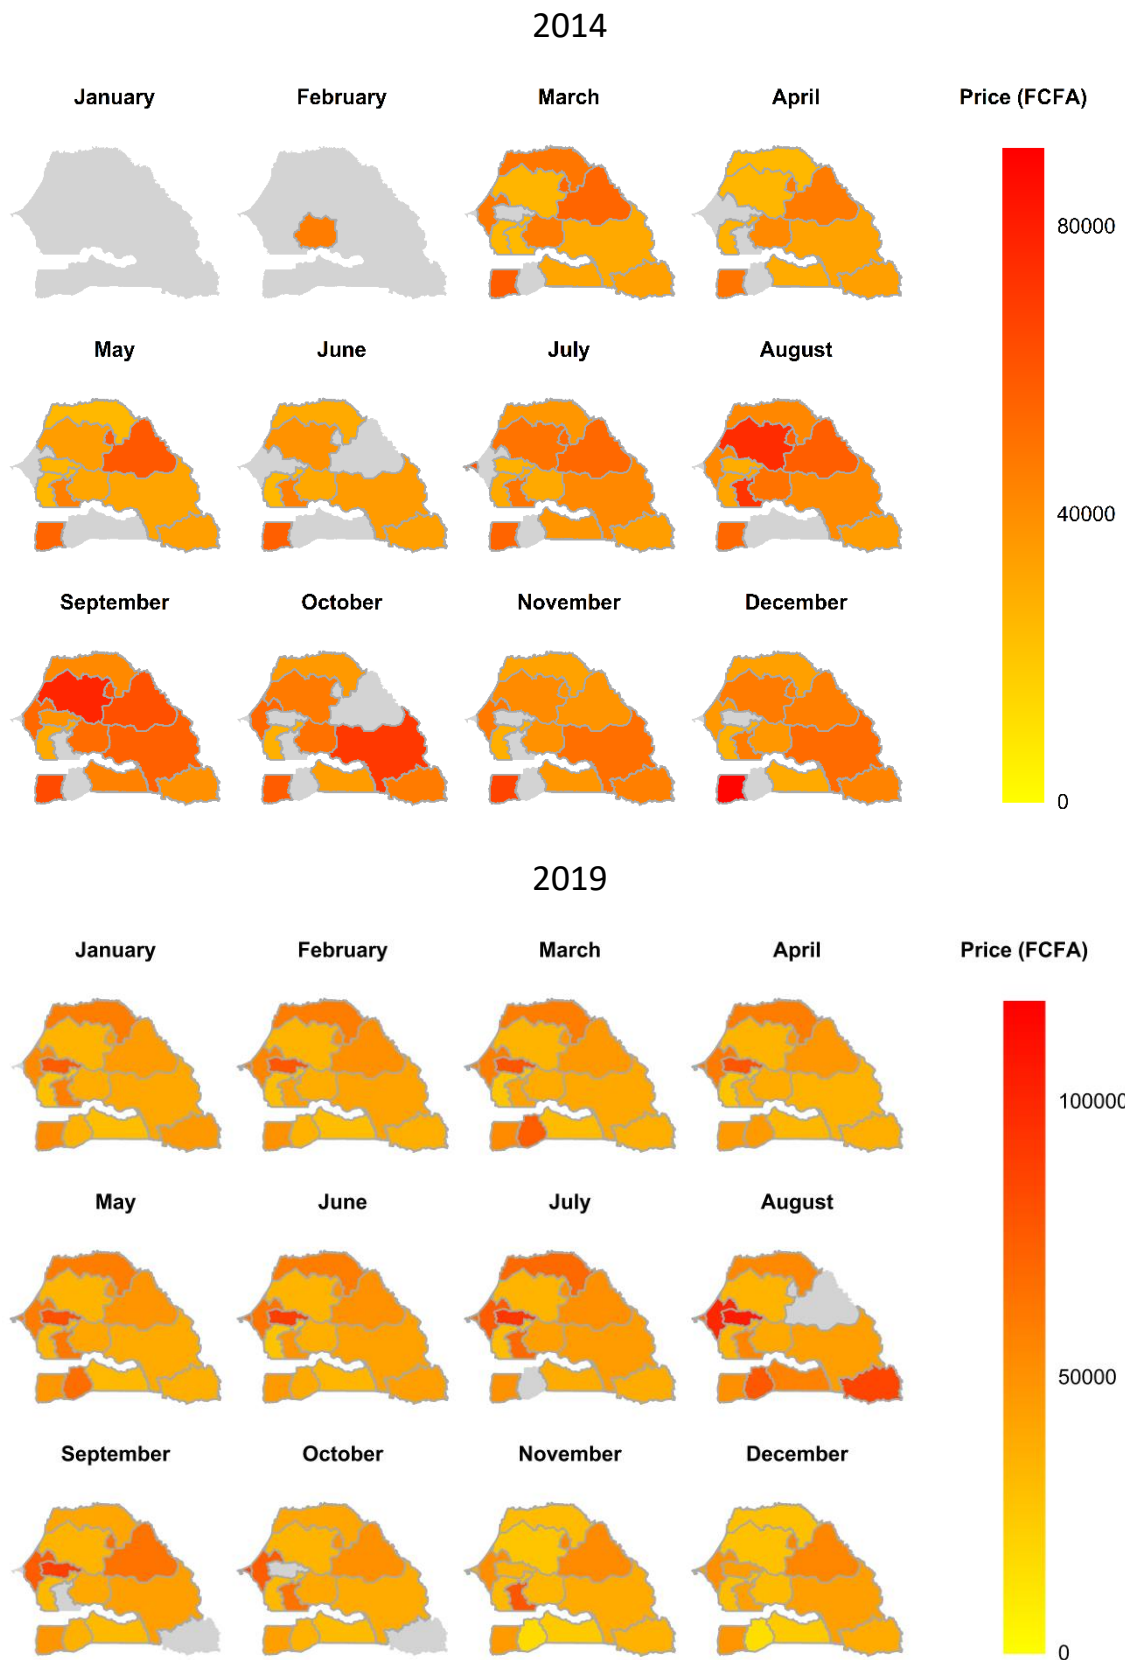 2014
January February March April Price (FCFA)
80000
May June July August
40000
September October November December
0
2019
January February March April Price (FCFA)
100000
May June July August
50000
September October November December
0